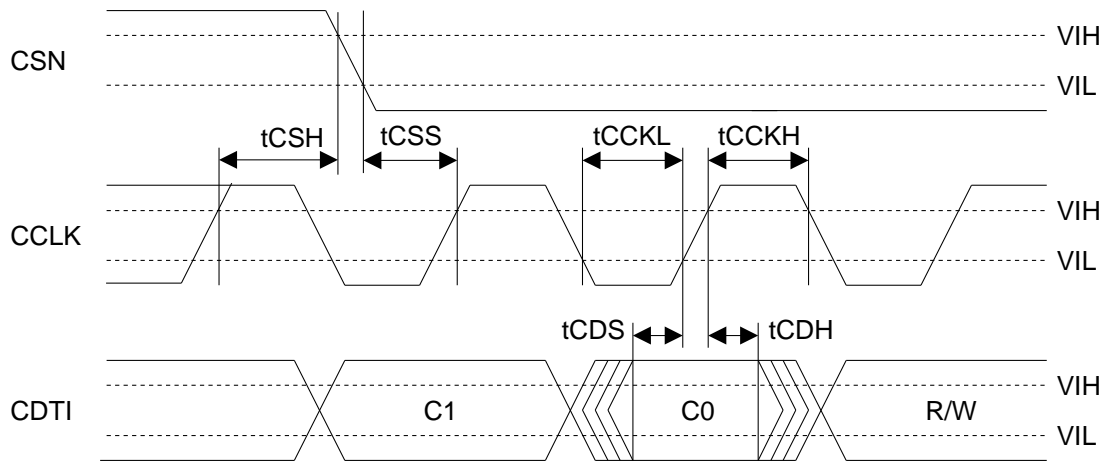 VIH
CSN
VIL
tCSH tCSS tCCKL tCCKH
VIH
CCLK
VIL
tCDS tCDH
VIH
CDTI C1 C0 R/W
VIL